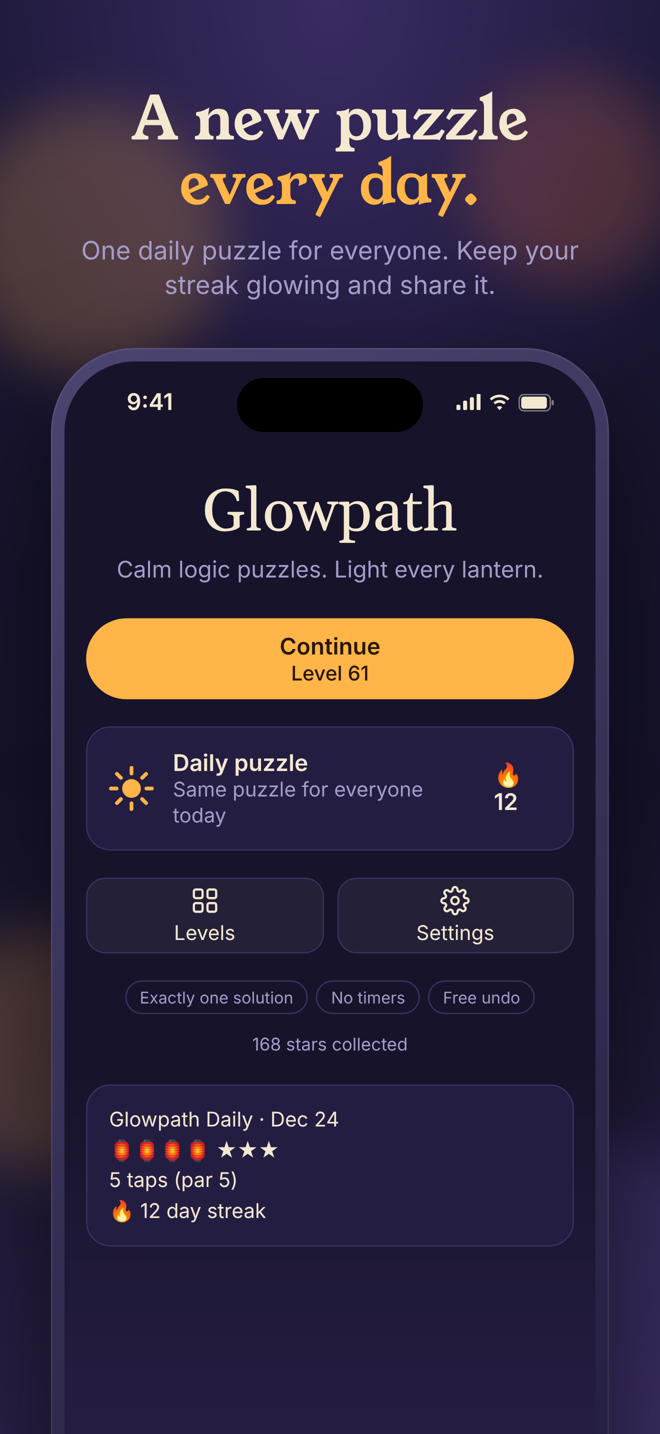 A new puzzle
every day.
One daily puzzle for everyone. Keep your
streak glowing and share it.
9:41
Glowpath
Calm logic puzzles. Light every lantern.
Continue
Level 61
Daily puzzle
Same puzzle for everyone
today
🔥
12
Levels
Settings
Exactly one solution
No timers
Free undo
168 stars collected
Glowpath Daily · Dec 24
🏮🏮🏮🏮 ★★★
5 taps (par 5)
🔥 12 day streak